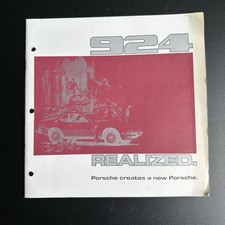 924
REALIZED.
Porsche creates a new Porsche.